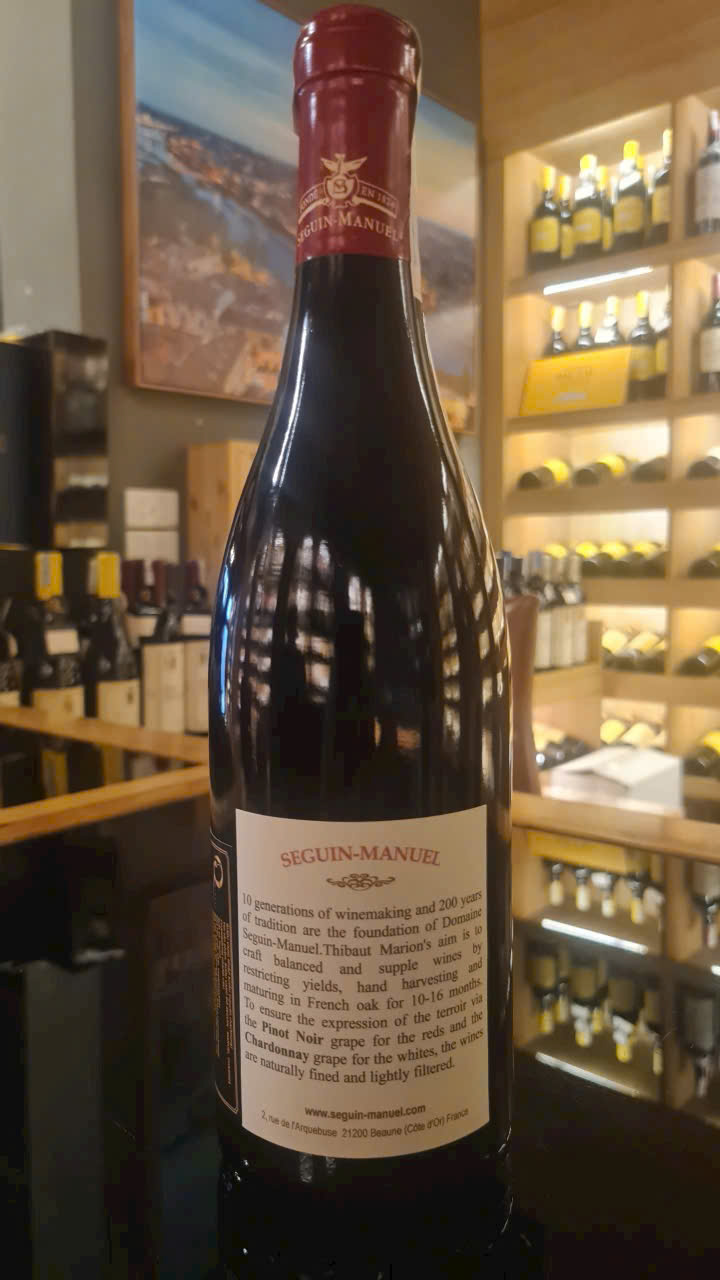 FONDÉ EN 1824
SEGUIN-MANUEL
SEGUIN-MANUEL
10 generations of winemaking and 200 years
of tradition are the foundation of Domaine
Seguin-Manuel.Thibaut Marion's aim is to
craft balanced and supple wines by
restricting yields, hand harvesting and
maturing in French oak for 10-16 months.
To ensure the expression of the terroir via
the Pinot Noir grape for the reds and the
Chardonnay grape for the whites, the wines
are naturally fined and lightly filtered.
www.seguin-manuel.com
2, rue de l'Arquebuse 21200 Beaune (Côte d'Or) France